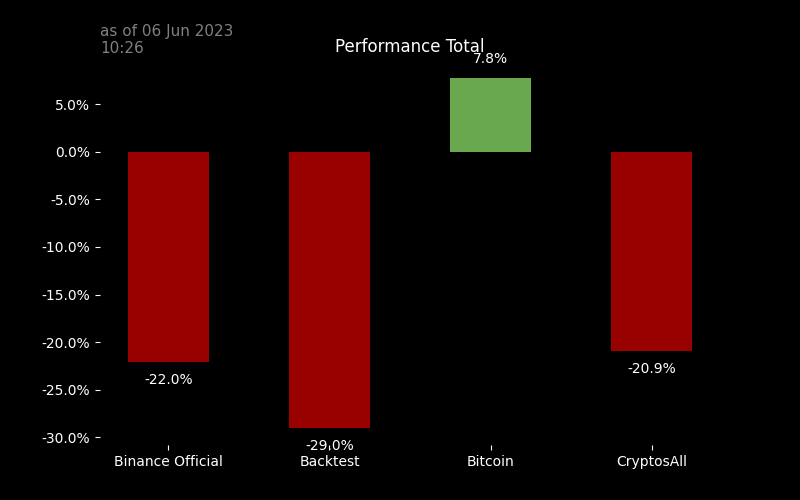 as of 06 Jun 2023
10:26
Performance Total
7.8%
5.0%
0.0%
-5.0%
-10.0%
-15.0%
-20.0%
-25.0%
-30.0%
-22.0%
-29.0%
-20.9%
Binance Official
Backtest
Bitcoin
CryptosAll